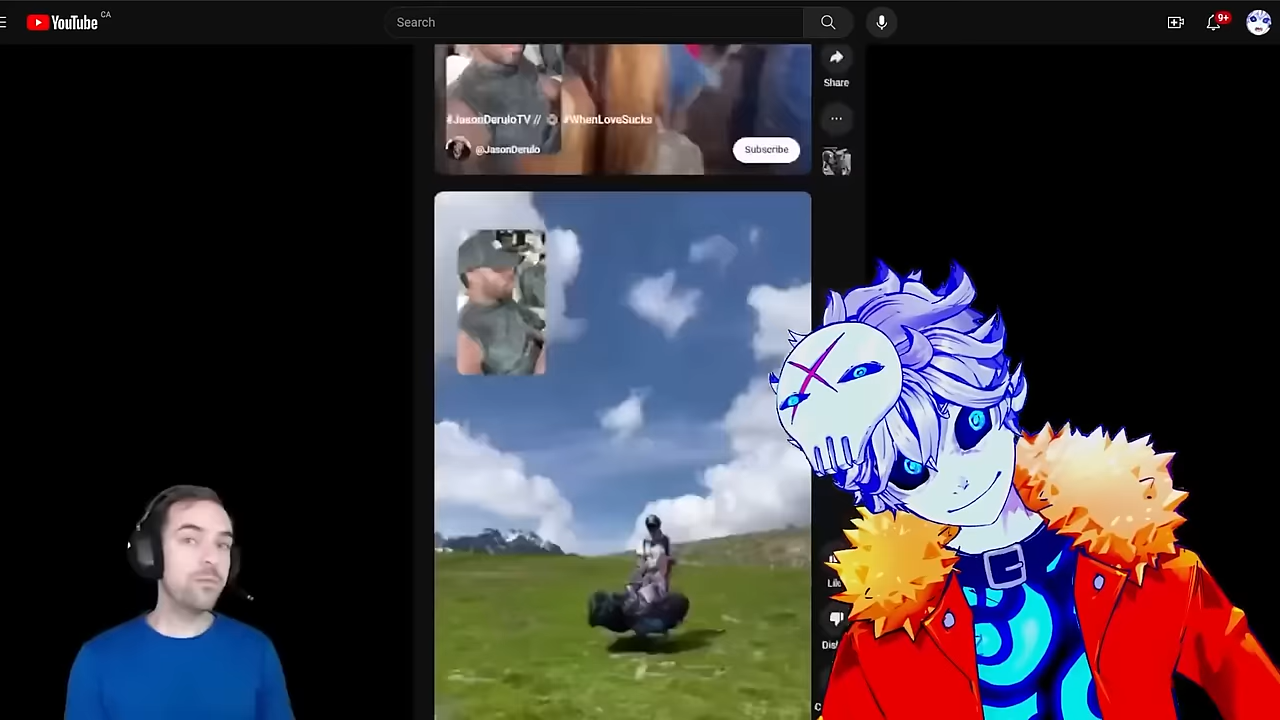 YouTube CA
Search
9+
Share
#JasonDeruloTV // #WhenLoveSucks
@JasonDerulo
Subscribe